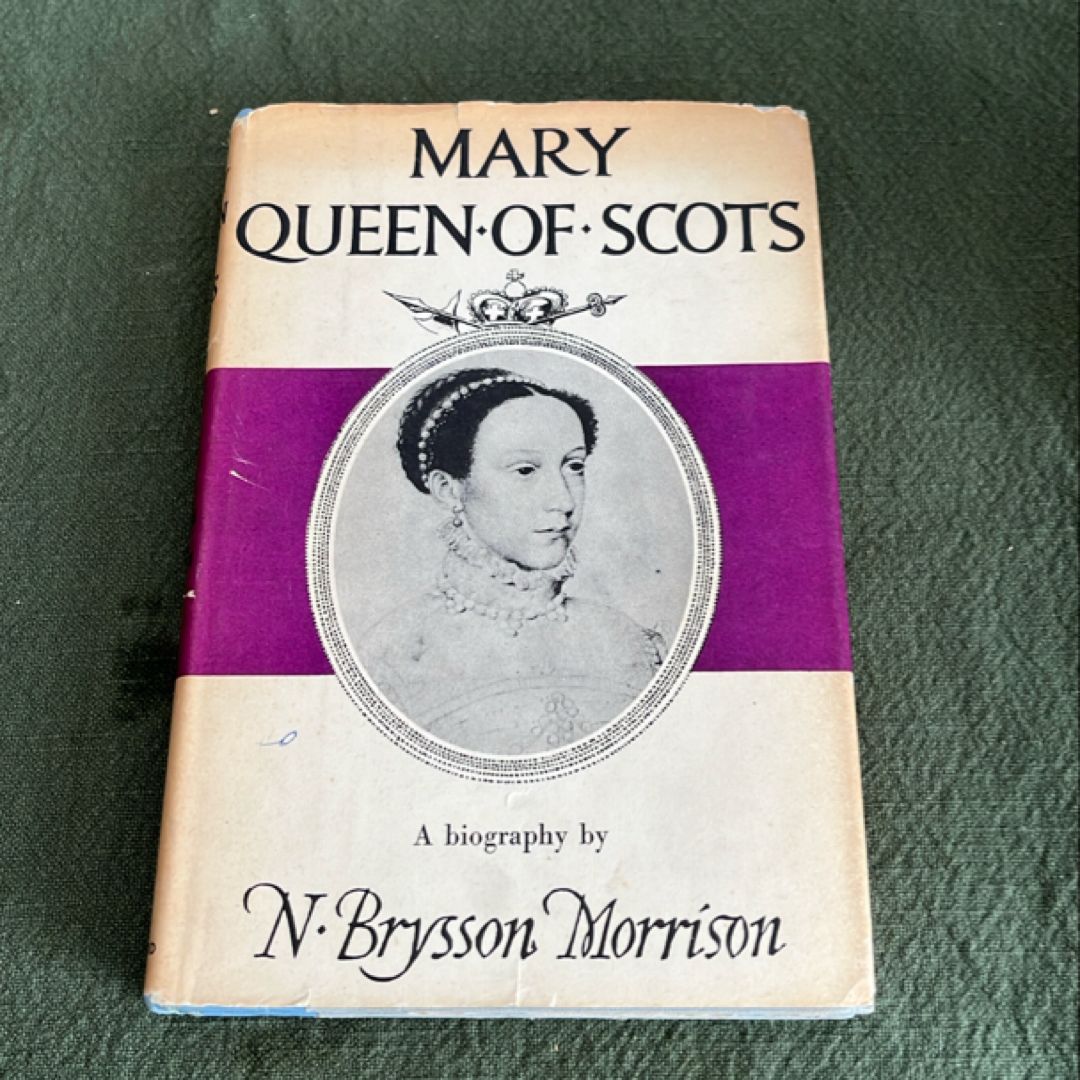 MARY
QUEEN·OF·SCOTS
A biography by
N·Brysson Morrison